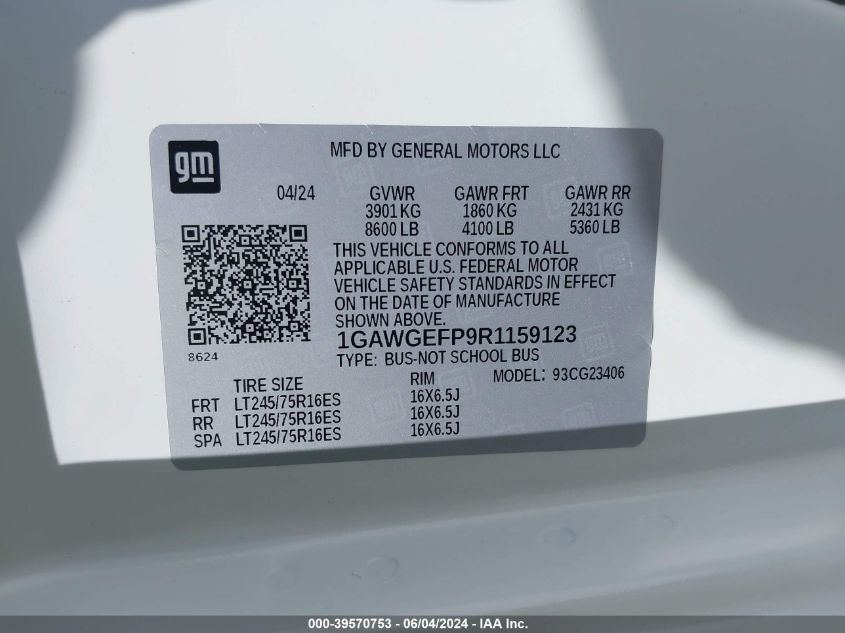 gm
MFD BY GENERAL MOTORS LLC
04/24 GVWR GAWR FRT GAWR RR
3901 KG 1860 KG 2431 KG
8600 LB 4100 LB 5360 LB
THIS VEHICLE CONFORMS TO ALL
APPLICABLE U.S. FEDERAL MOTOR
VEHICLE SAFETY STANDARDS IN EFFECT
ON THE DATE OF MANUFACTURE
SHOWN ABOVE.
1GAWGEFP9R1159123
8624 TYPE: BUS-NOT SCHOOL BUS
TIRE SIZE RIM MODEL: 93CG23406
FRT LT245/75R16ES 16X6.5J
RR LT245/75R16ES 16X6.5J
SPA LT245/75R16ES 16X6.5J
000-39570753 - 06/04/2024 - IAA Inc.